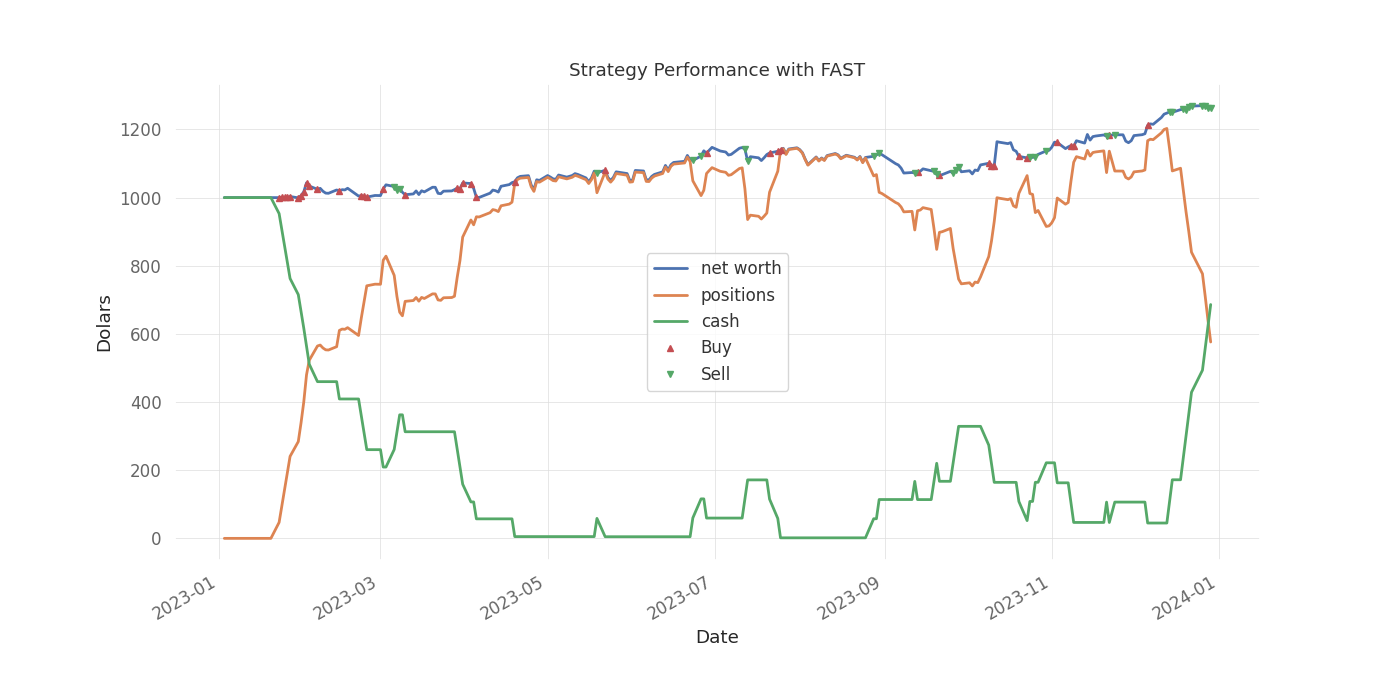 Strategy Performance with FAST
1200
1000
800
600
400
200
0
Dolars
net worth
positions
cash
Buy
Sell
2023-01
2023-03
2023-05
2023-07
2023-09
2023-11
2024-01
Date